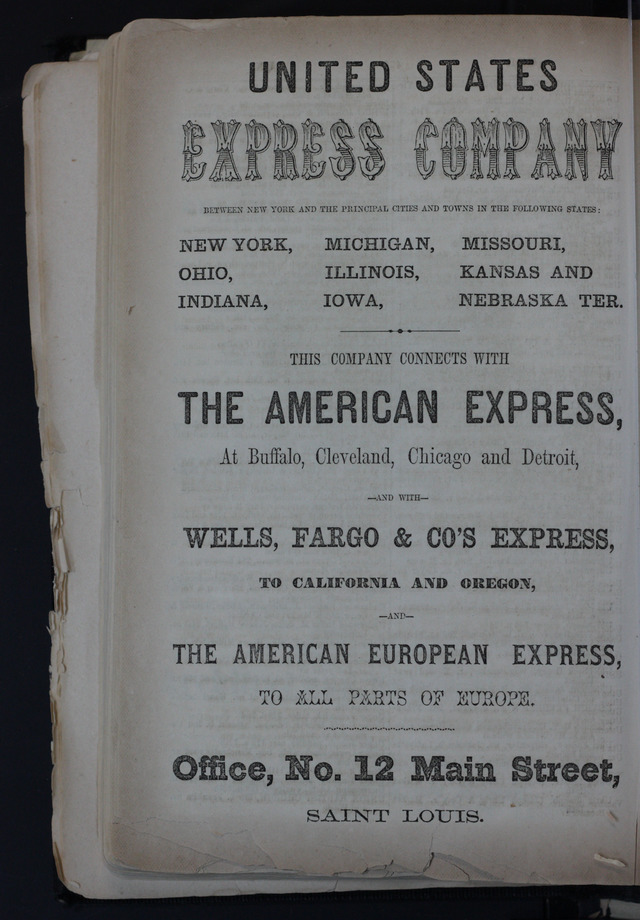 UNITED STATES
EXPRESS COMPANY
BETWEEN NEW YORK AND THE PRINCIPAL CITIES AND TOWNS IN THE FOLLOWING STATES:
NEW YORK, MICHIGAN, MISSOURI,
OHIO, ILLINOIS, KANSAS AND
INDIANA, IOWA, NEBRASKA TER.
THIS COMPANY CONNECTS WITH
THE AMERICAN EXPRESS,
At Buffalo, Cleveland, Chicago and Detroit,
—AND WITH—
WELLS, FARGO & CO'S EXPRESS,
TO CALIFORNIA AND OREGON,
—AND—
THE AMERICAN EUROPEAN EXPRESS,
TO ALL PARTS OF EUROPE.
Office, No. 12 Main Street,
SAINT LOUIS.